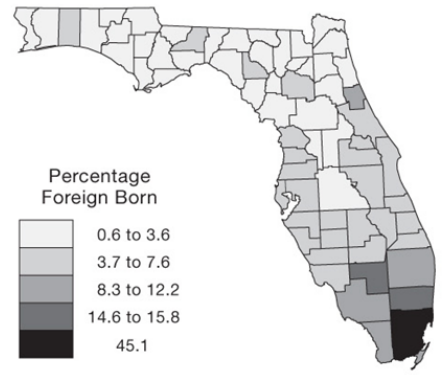 Percentage
Foreign Born
0.6 to 3.6
3.7 to 7.6
8.3 to 12.2
14.6 to 15.8
45.1